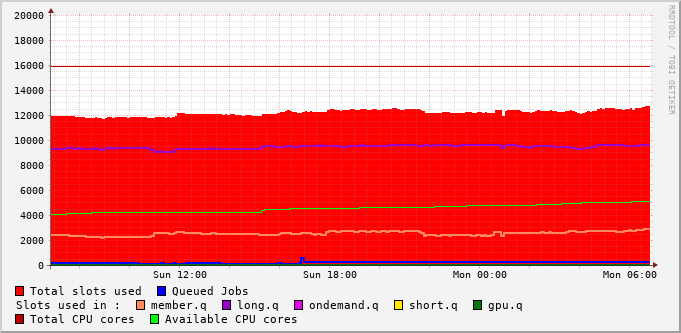 20000
18000
16000
14000
12000
10000
8000
6000
4000
2000
0
Sun 12:00 Sun 18:00 Mon 00:00 Mon 06:00
RRDTOOL / TOBI OETIKER
Total slots used Queued Jobs
Slots used in : member.q long.q ondemand.q short.q gpu.q
Total CPU cores Available CPU cores